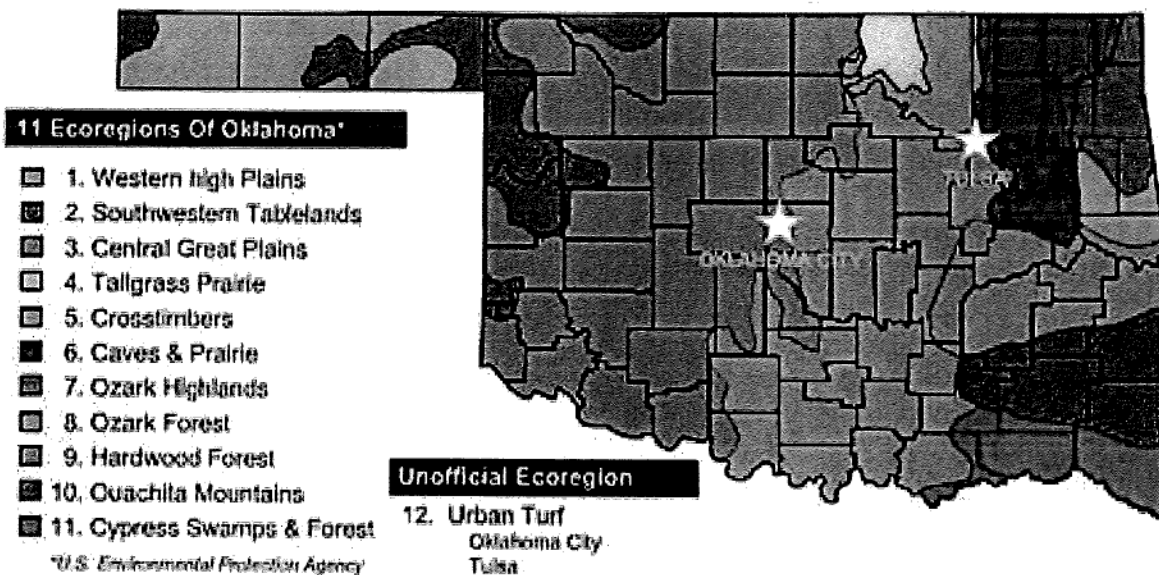 11 Ecoregions Of Oklahoma*
1. Western high Plains
2. Southwestern Tablelands
3. Central Great Plains
4. Tallgrass Prairie
5. Crosstimbers
6. Caves & Prairie
7. Ozark Highlands
8. Ozark Forest
9. Hardwood Forest
10. Ouachita Mountains
11. Cypress Swamps & Forest
*U.S. Environmental Protection Agency
TULSA
OKLAHOMA CITY
Unofficial Ecoregion
12. Urban Turf
Oklahoma City
Tulsa